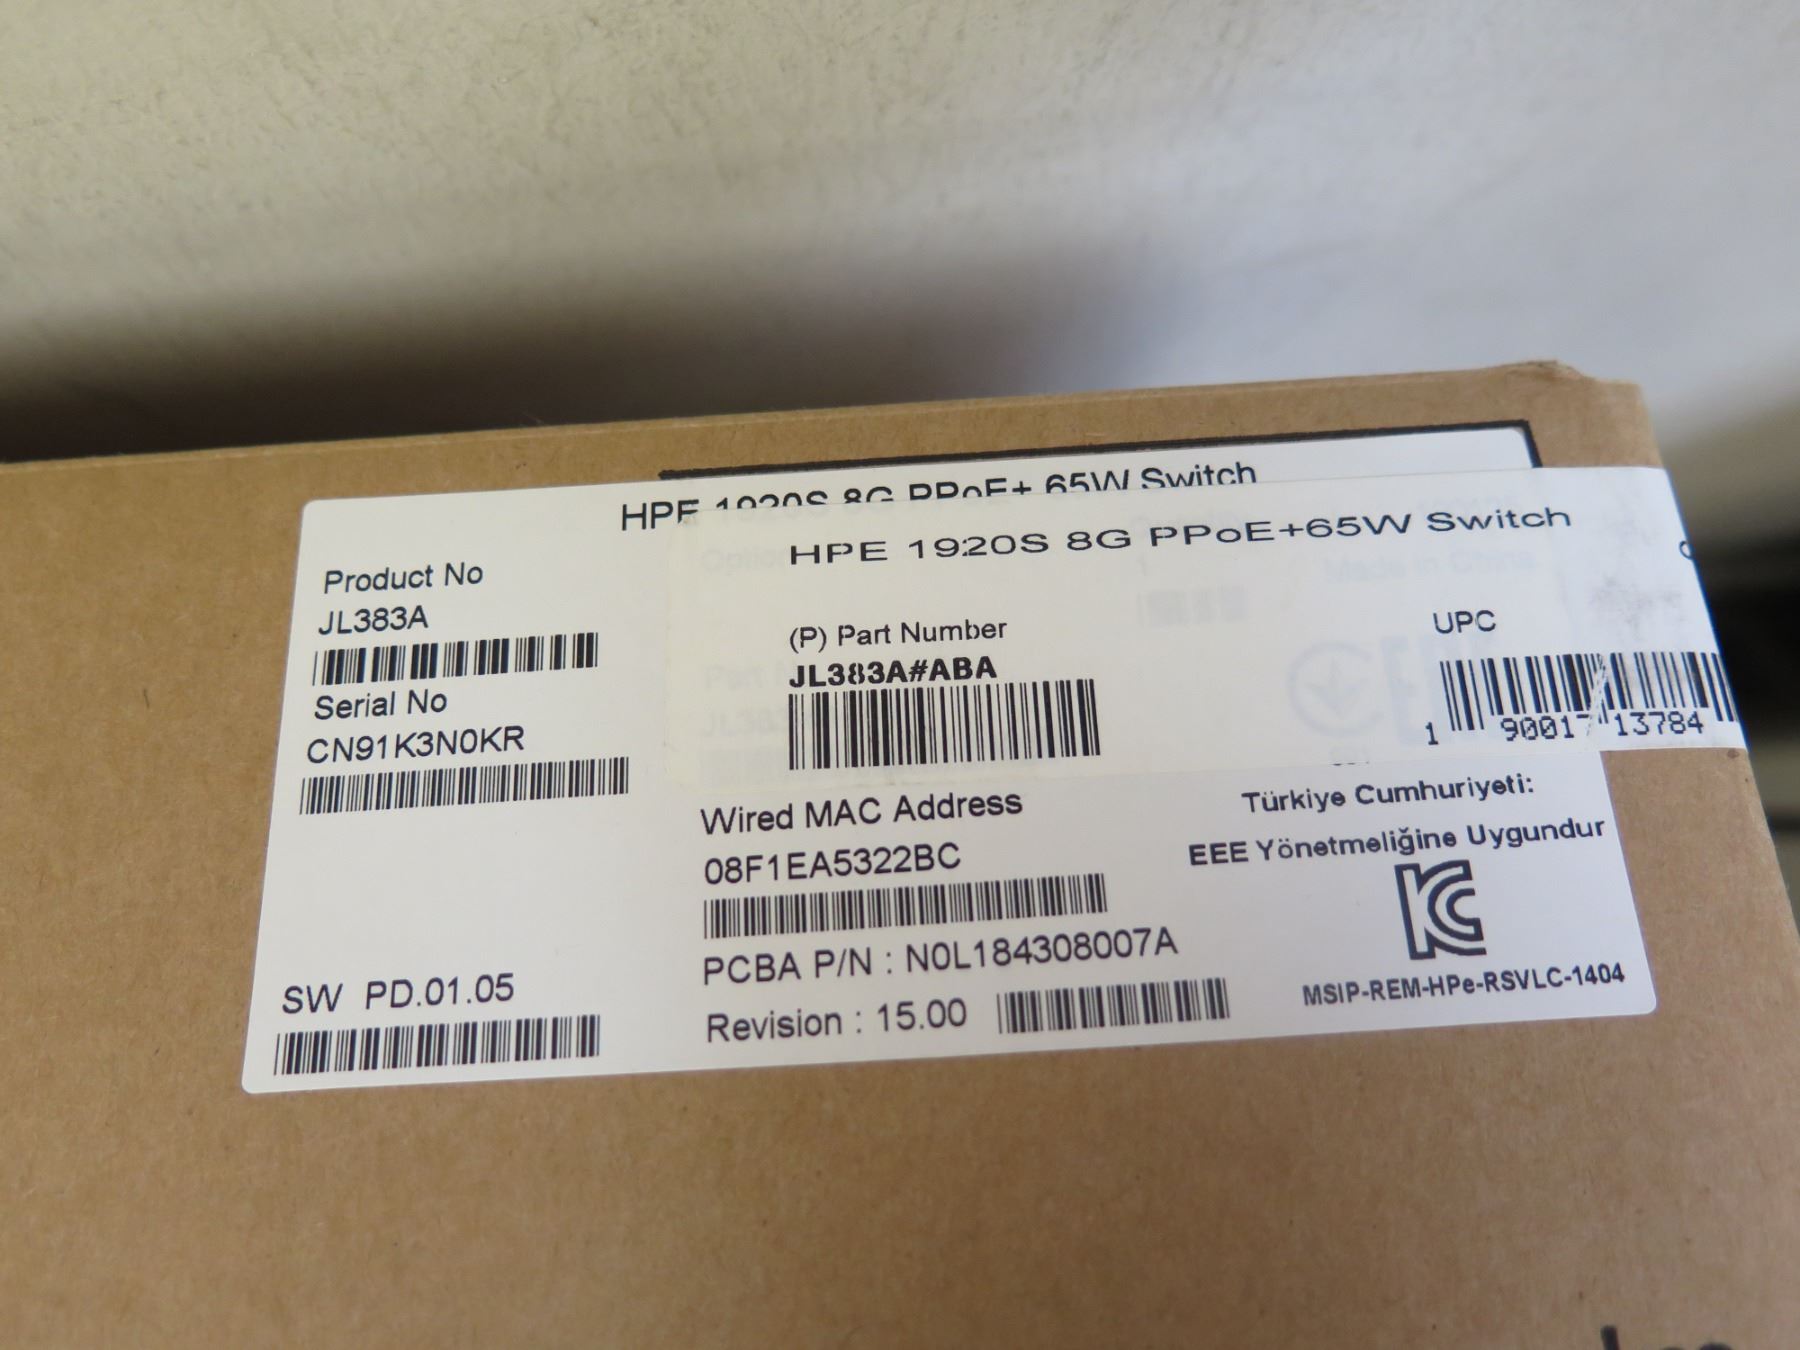 HPE 1920S 8G PPoE+ 65W Switch
HPE 1920S 8G PPoE+65W Switch
Product No
JL383A
Serial No
CN91K3N0KR
SW PD.01.05
(P) Part Number
JL383A#ABA
UPC
1 90017 13784
Wired MAC Address
08F1EA5322BC
PCBA P/N : N0L184308007A
Revision : 15.00
Türkiye Cumhuriyeti:
EEE Yönetmeliğine Uygundur
KC
MSIP-REM-HPe-RSVLC-1404